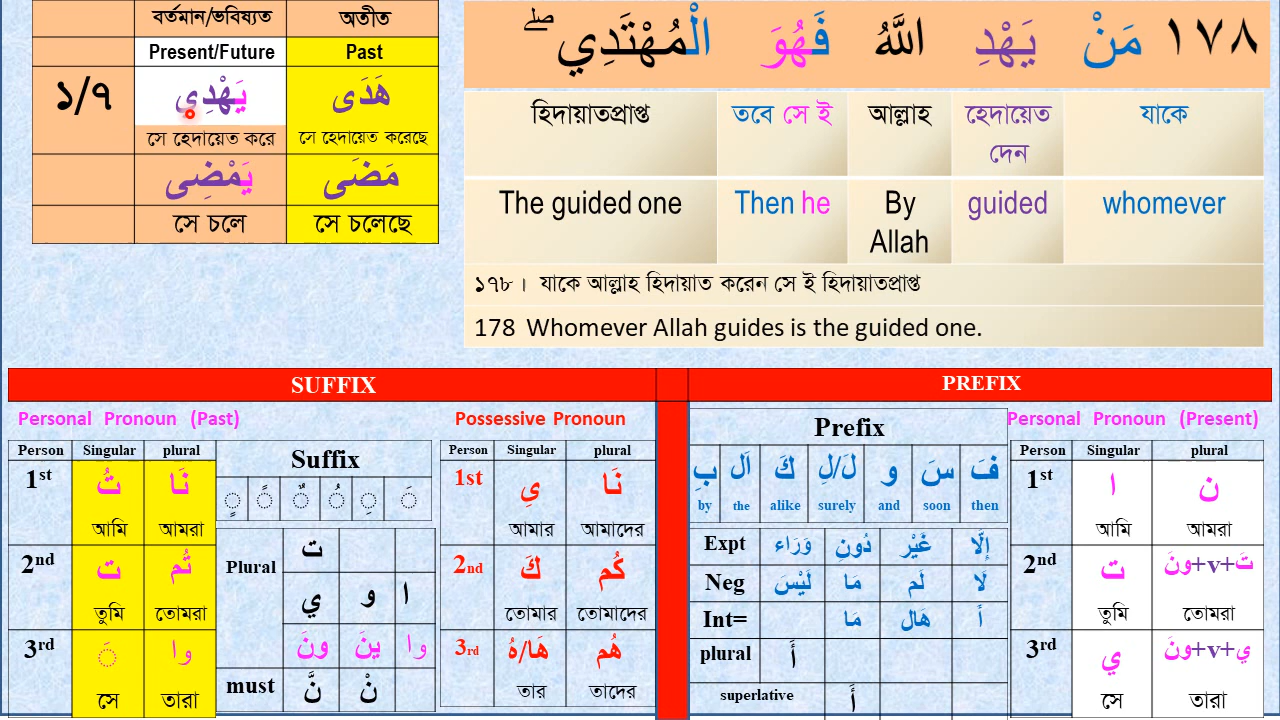 বর্তমান/ভবিষ্যত অতীত
Present/Future Past
১/৭ يَهْدِي هَدَى
সে হেদায়েত করে সে হেদায়েত করেছে
يَمْضِى مَضَى
সে চলে সে চলেছে
١٧٨ مَنْ يَهْدِ اللَّهُ فَهُوَ الْمُهْتَدِي ۖ
হিদায়াতপ্রাপ্ত তবে সে ই আল্লাহ হেদায়েত দেন যাকে
The guided one Then he By Allah guided whomever
১৭৮। যাকে আল্লাহ হিদায়াত করেন সে ই হিদায়াতপ্রাপ্ত
178 Whomever Allah guides is the guided one.
SUFFIX
Personal Pronoun (Past)
Person Singular plural
1st تُ نَا
আমি আমরা
2nd ت تُم
তুমি তোমরা
3rd َ وا
সে তারা
Suffix
ٍ ً ٌ ُ ِ َ
Plural ت
ي و ا
ونَ ينَ وا
must نَّ نْ
Possessive Pronoun
Person Singular plural
1st ىِ نَا
আমার আমাদের
2nd كَ كُم
তোমার তোমাদের
3rd هَا/هُ هُم
তার তাদের
PREFIX
Prefix
بِ اَل كَ لَ/لِ و سَ فَ
by the alike surely and soon then
Expt وَرَاء دُونِ غَيْر إِلَّا
Neg لَيْسَ مَا لَم لَا
Int= مَا هَال أَ
plural أَ
superlative أَ
Personal Pronoun (Present)
Person Singular plural
1st ا ن
আমি আমরা
2nd ت تَ+v+ونَ
তুমি তোমরা
3rd ي ي+v+ونَ
সে তারা